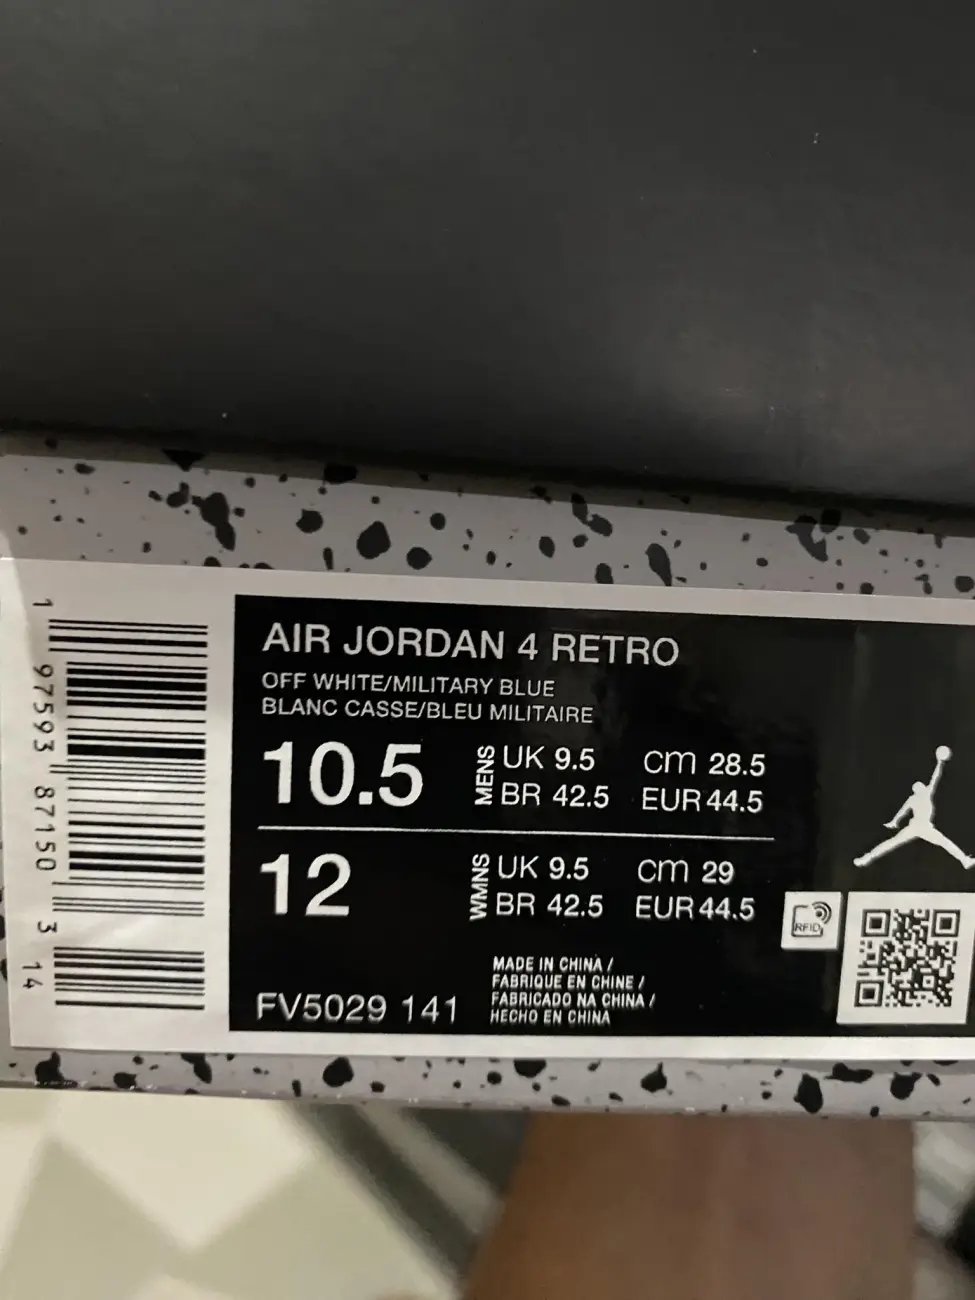 AIR JORDAN 4 RETRO
OFF WHITE/MILITARY BLUE
BLANC CASSE/BLEU MILITAIRE
10.5
MENS
UK 9.5 cm 28.5
BR 42.5 EUR 44.5
12
WMNS
UK 9.5 cm 29
BR 42.5 EUR 44.5
RFID
FV5029 141
MADE IN CHINA /
FABRIQUE EN CHINE /
FABRICADO NA CHINA /
HECHO EN CHINA
1 97593 87150 3 14